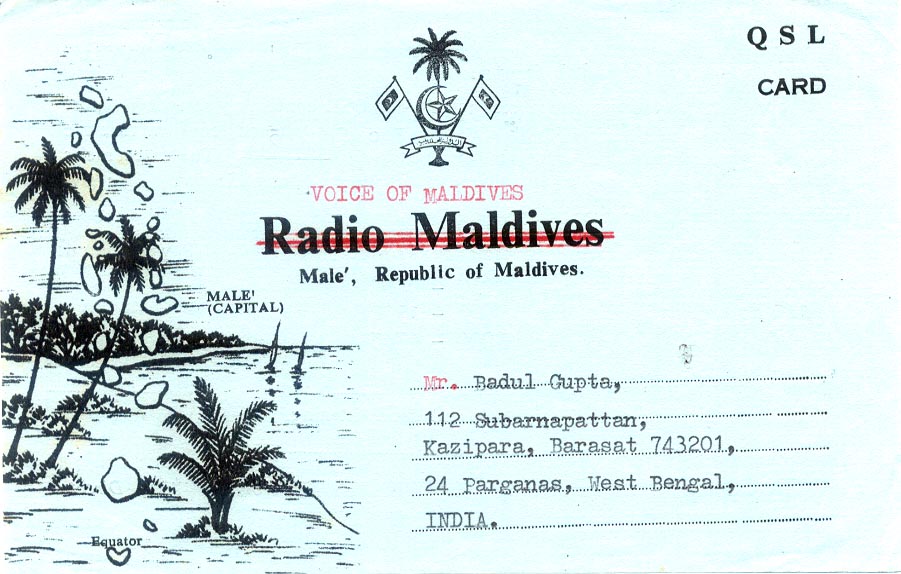 Q S L
CARD
VOICE OF MALDIVES
Radio Maldives
Male', Republic of Maldives.
MALE'
(CAPITAL)
Mr. Badul Gupta,
112 Subarnapattan,
Kazipara, Barasat 743201,
24 Parganas, West Bengal,
INDIA.
Equator